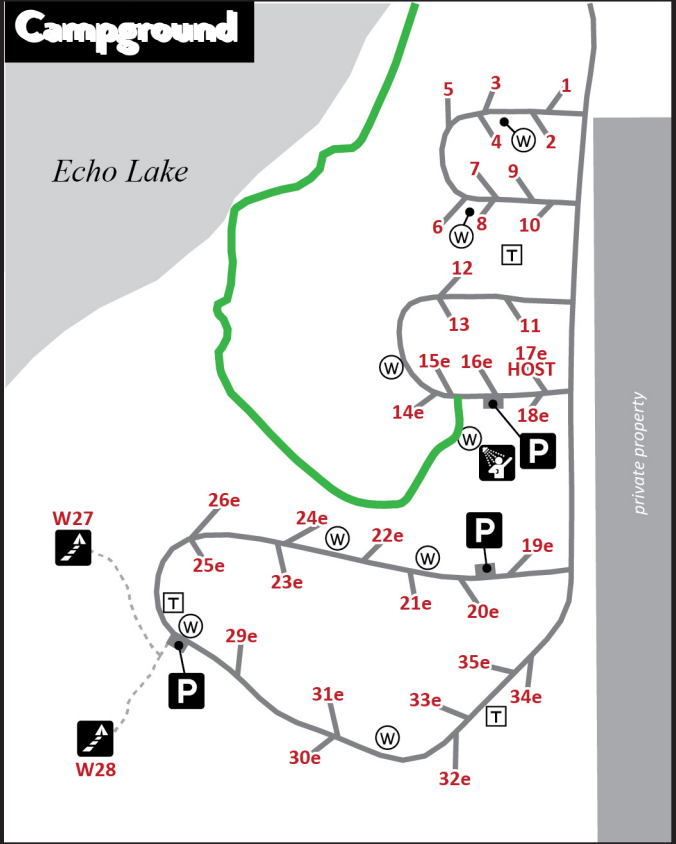 Campground
Echo Lake
1
3
5
2
4
W
7
9
6
8
10
W
T
12
13
11
W
15e
16e
17e
HOST
14e
18e
W
P
private property
26e
W27
24e
W
22e
W
P
19e
25e
23e
21e
20e
T
W
29e
P
35e
34e
31e
33e
T
30e
W
32e
W28